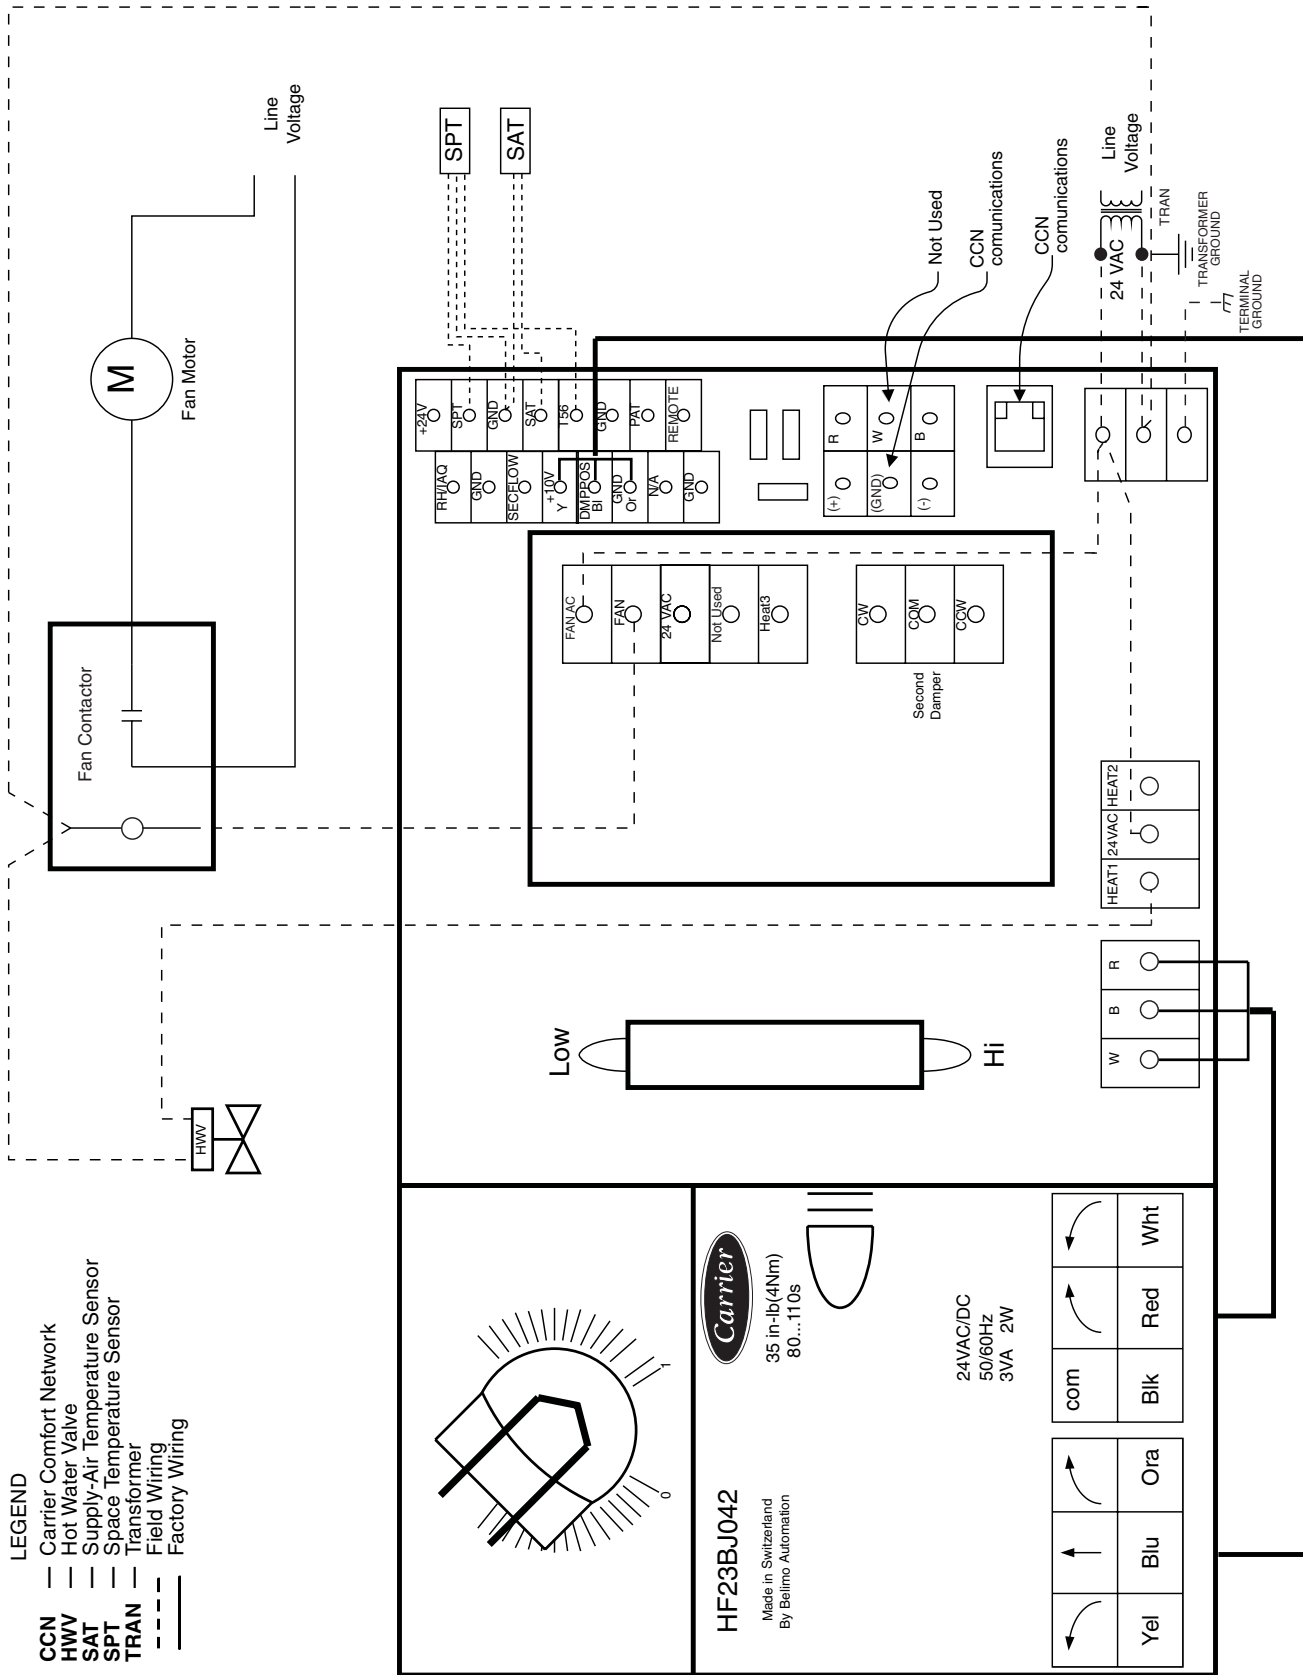 LEGEND
CCN — Carrier Comfort Network
HWV — Hot Water Valve
SAT — Supply-Air Temperature Sensor
SPT — Space Temperature Sensor
TRAN — Transformer
Field Wiring
Factory Wiring
HWV
Fan Contactor
M
Fan Motor
Line
Voltage
SPT
SAT
+24V
SPT
GND
SAT
T56
GND
PAT
REMOTE
RH/IAQ
GND
SECFLOW
+10V
Y
DMPPOS
Bl
GND
Or
N/A
GND
R
W
B
(+)
(GND)
(-)
Not Used
CCN
comunications
CCN
comunications
Line
Voltage
TRAN
24 VAC
TRANSFORMER
GROUND
TERMINAL
GROUND
FAN AC
FAN
24 VAC
Not Used
Heat3
CW
COM
CCW
Second
Damper
HEAT1
24VAC
HEAT2
W
B
R
Low
Hi
0
1
Carrier
35 in-lb(4Nm)
80...110s
HF23BJ042
Made in Switzerland
By Belimo Automation
24VAC/DC
50/60Hz
3VA 2W
com
Yel
Blu
Ora
Blk
Red
Wht